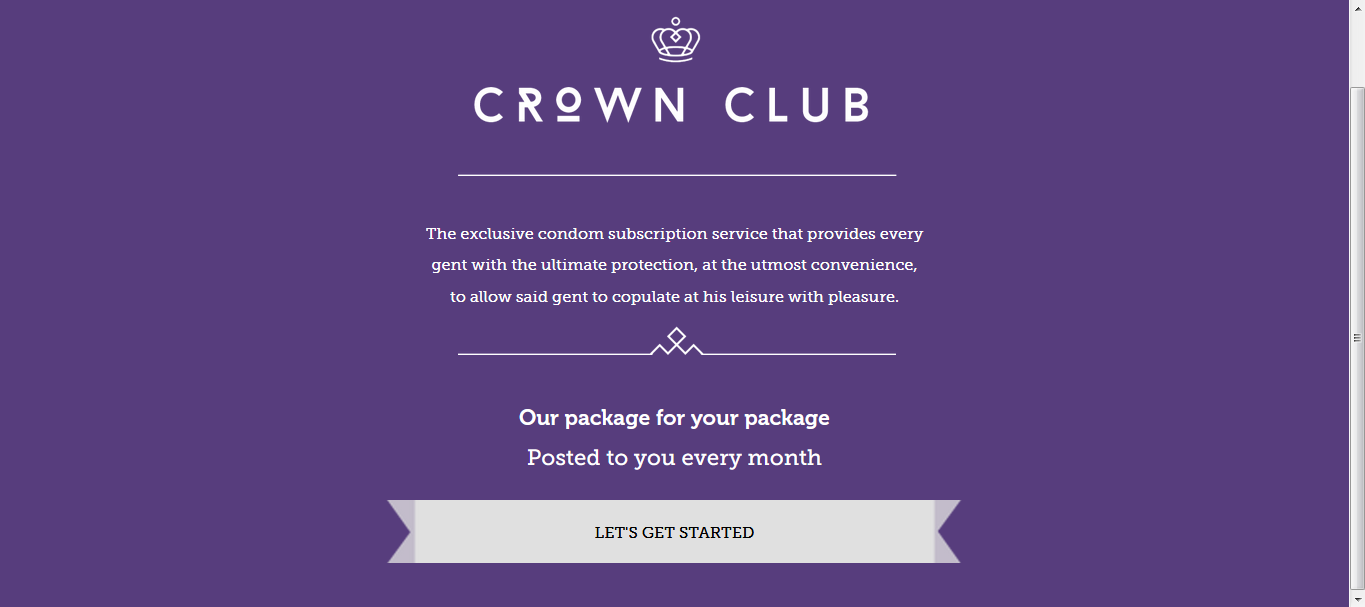 CROWN CLUB
The exclusive condom subscription service that provides every
gent with the ultimate protection, at the utmost convenience,
to allow said gent to copulate at his leisure with pleasure.
Our package for your package
Posted to you every month
LET'S GET STARTED